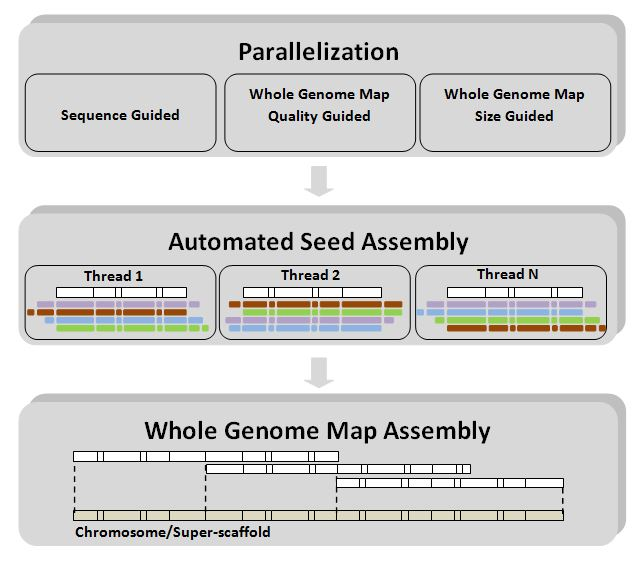 Parallelization
Sequence Guided
Whole Genome Map
Quality Guided
Whole Genome Map
Size Guided
Automated Seed Assembly
Thread 1
Thread 2
Thread N
Whole Genome Map Assembly
Chromosome/Super-scaffold